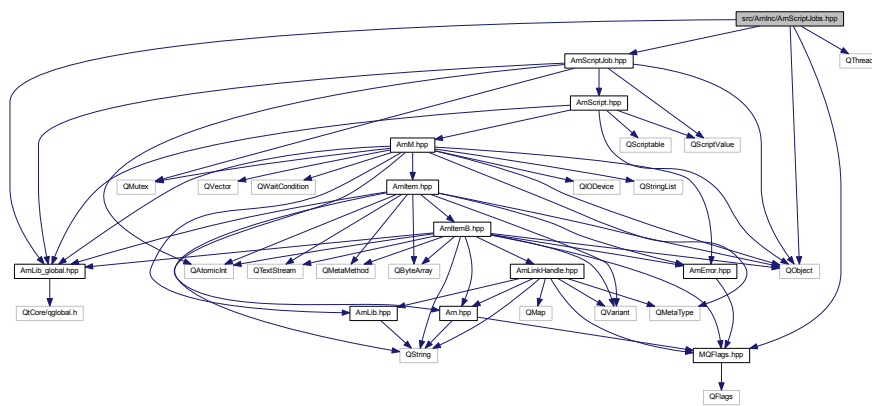 src/ArnInc/ArnScriptJobs.hpp
ArnScriptJob.hpp
QThread
ArnScript.hpp
ArnM.hpp
QScriptable
QScriptValue
QMutex
QVector
QWaitCondition
ArnItem.hpp
QIODevice
QStringList
ArnItemB.hpp
ArnLib_global.hpp
QAtomicInt
QTextStream
QMetaMethod
QByteArray
ArnLinkHandle.hpp
ArnError.hpp
QObject
QtCore/qglobal.h
ArnLib.hpp
Arn.hpp
QMap
QVariant
QMetaType
QString
MQFlags.hpp
QFlags